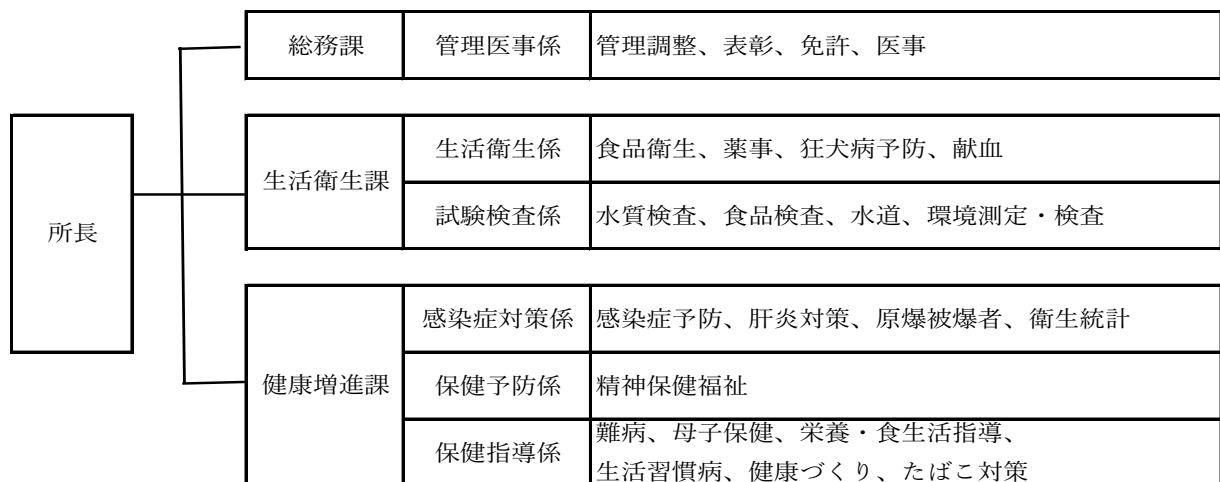 総務課 管理医事係 管理調整、表彰、免許、医事
所長
生活衛生課
生活衛生係 食品衛生、薬事、狂犬病予防、献血
試験検査係 水質検査、食品検査、水道、環境測定・検査
健康増進課
感染症対策係 感染症予防、肝炎対策、原爆被爆者、衛生統計
保健予防係 精神保健福祉
保健指導係 難病、母子保健、栄養・食生活指導、
生活習慣病、健康づくり、たばこ対策